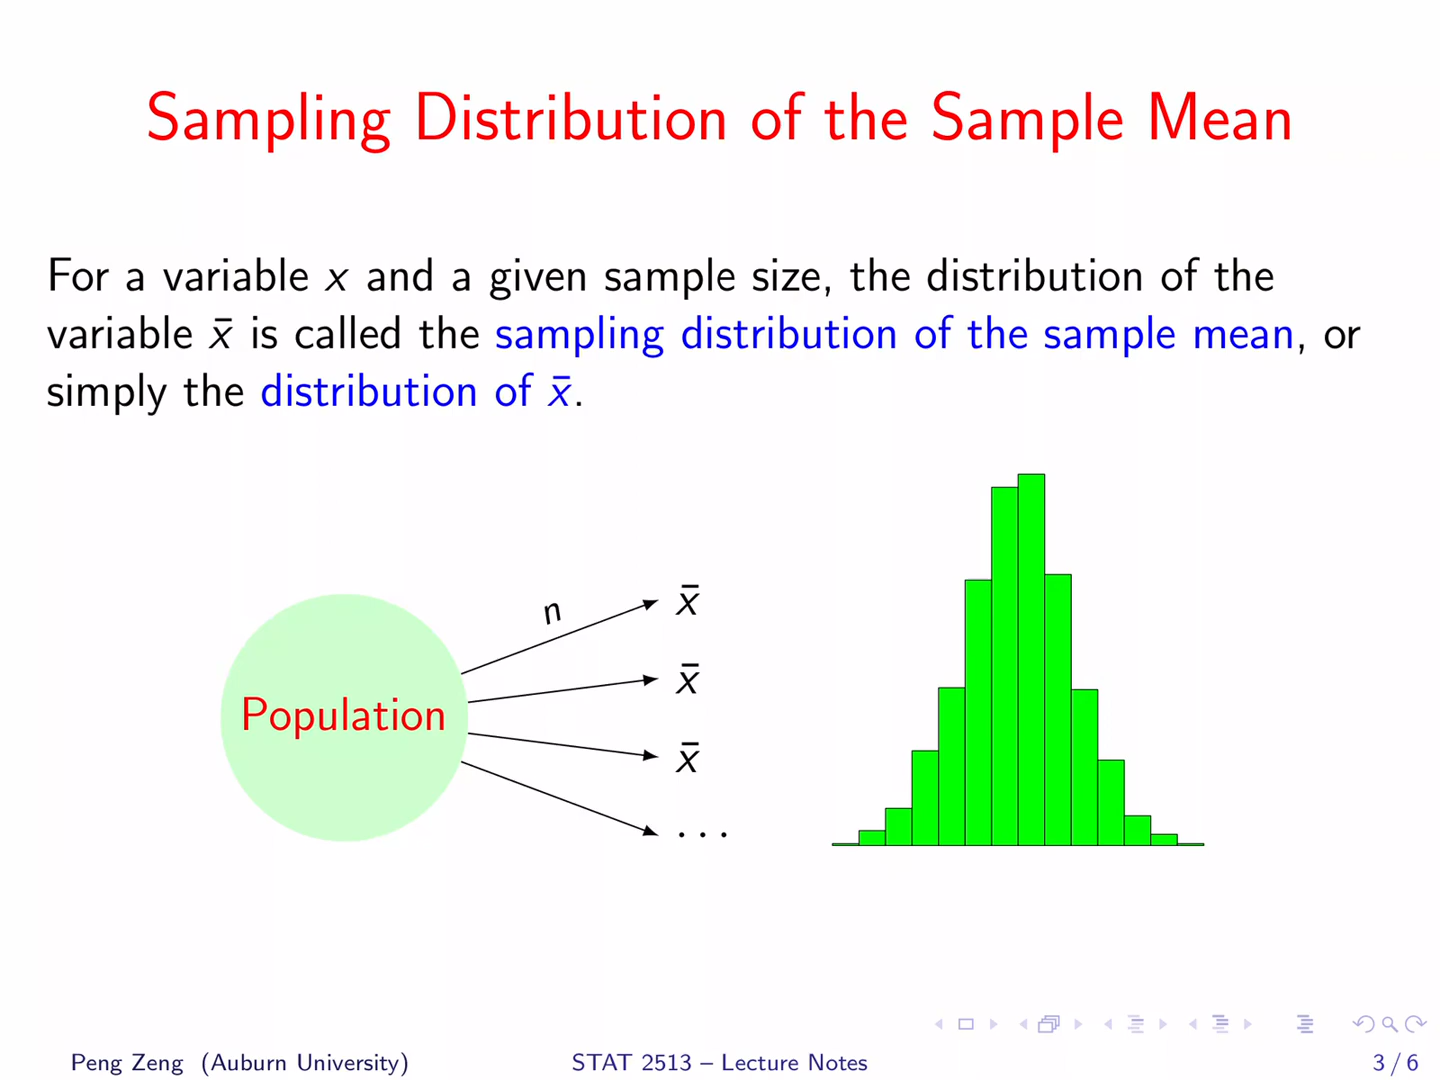 Sampling Distribution of the Sample Mean
For a variable x and a given sample size, the distribution of the
variable x̄ is called the sampling distribution of the sample mean, or
simply the distribution of x̄.
n
x̄
x̄
Population
x̄
...
Peng Zeng (Auburn University)
STAT 2513 – Lecture Notes
3 / 6